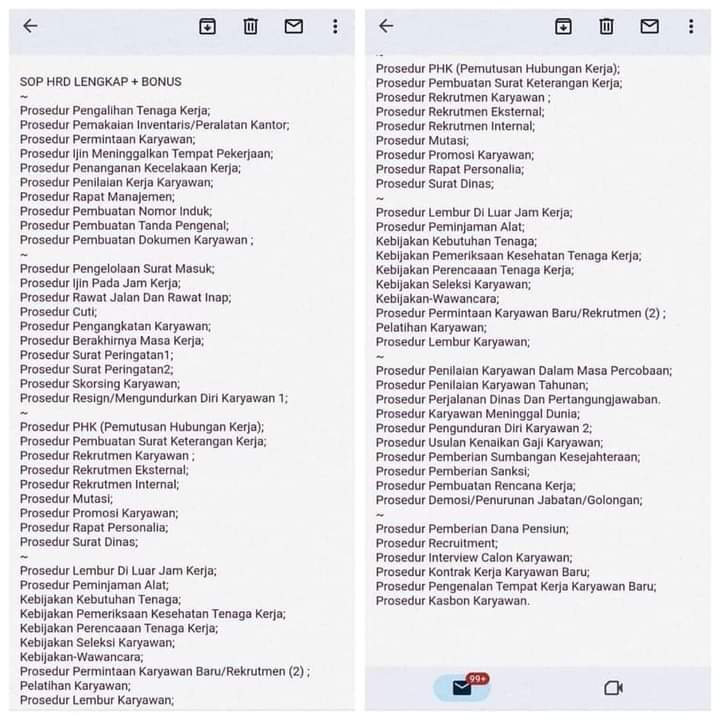 SOP HRD LENGKAP + BONUS
~
Prosedur Pengalihan Tenaga Kerja;
Prosedur Pemakaian Inventaris/Peralatan Kantor;
Prosedur Permintaan Karyawan;
Prosedur Ijin Meninggalkan Tempat Pekerjaan;
Prosedur Penanganan Kecelakaan Kerja;
Prosedur Penilaian Kerja Karyawan;
Prosedur Rapat Manajemen;
Prosedur Pembuatan Nomor Induk;
Prosedur Pembuatan Tanda Pengenal;
Prosedur Pembuatan Dokumen Karyawan ;
~
Prosedur Pengelolaan Surat Masuk;
Prosedur Ijin Pada Jam Kerja;
Prosedur Rawat Jalan Dan Rawat Inap;
Prosedur Cuti;
Prosedur Pengangkatan Karyawan;
Prosedur Berakhirnya Masa Kerja;
Prosedur Surat Peringatan1;
Prosedur Surat Peringatan2;
Prosedur Skorsing Karyawan;
Prosedur Resign/Mengundurkan Diri Karyawan 1;
~
Prosedur PHK (Pemutusan Hubungan Kerja);
Prosedur Pembuatan Surat Keterangan Kerja;
Prosedur Rekrutmen Karyawan ;
Prosedur Rekrutmen Eksternal;
Prosedur Rekrutmen Internal;
Prosedur Mutasi;
Prosedur Promosi Karyawan;
Prosedur Rapat Personalia;
Prosedur Surat Dinas;
~
Prosedur Lembur Di Luar Jam Kerja;
Prosedur Peminjaman Alat;
Kebijakan Kebutuhan Tenaga;
Kebijakan Pemeriksaan Kesehatan Tenaga Kerja;
Kebijakan Perencaaan Tenaga Kerja;
Kebijakan Seleksi Karyawan;
Kebijakan-Wawancara;
Prosedur Permintaan Karyawan Baru/Rekrutmen (2) ;
Pelatihan Karyawan;
Prosedur Lembur Karyawan;
~
Prosedur PHK (Pemutusan Hubungan Kerja);
Prosedur Pembuatan Surat Keterangan Kerja;
Prosedur Rekrutmen Karyawan ;
Prosedur Rekrutmen Eksternal;
Prosedur Rekrutmen Internal;
Prosedur Mutasi;
Prosedur Promosi Karyawan;
Prosedur Rapat Personalia;
Prosedur Surat Dinas;
~
Prosedur Lembur Di Luar Jam Kerja;
Prosedur Peminjaman Alat;
Kebijakan Kebutuhan Tenaga;
Kebijakan Pemeriksaan Kesehatan Tenaga Kerja;
Kebijakan Perencaaan Tenaga Kerja;
Kebijakan Seleksi Karyawan;
Kebijakan-Wawancara;
Prosedur Permintaan Karyawan Baru/Rekrutmen (2) ;
Pelatihan Karyawan;
Prosedur Lembur Karyawan;
~
Prosedur Penilaian Karyawan Dalam Masa Percobaan;
Prosedur Penilaian Karyawan Tahunan;
Prosedur Perjalanan Dinas Dan Pertangungjawaban.
Prosedur Karyawan Meninggal Dunia;
Prosedur Pengunduran Diri Karyawan 2;
Prosedur Usulan Kenaikan Gaji Karyawan;
Prosedur Pemberian Sumbangan Kesejahteraan;
Prosedur Pemberian Sanksi;
Prosedur Pembuatan Rencana Kerja;
Prosedur Demosi/Penurunan Jabatan/Golongan;
~
Prosedur Pemberian Dana Pensiun;
Prosedur Recruitment;
Prosedur Interview Calon Karyawan;
Prosedur Kontrak Kerja Karyawan Baru;
Prosedur Pengenalan Tempat Kerja Karyawan Baru;
Prosedur Kasbon Karyawan.
99+